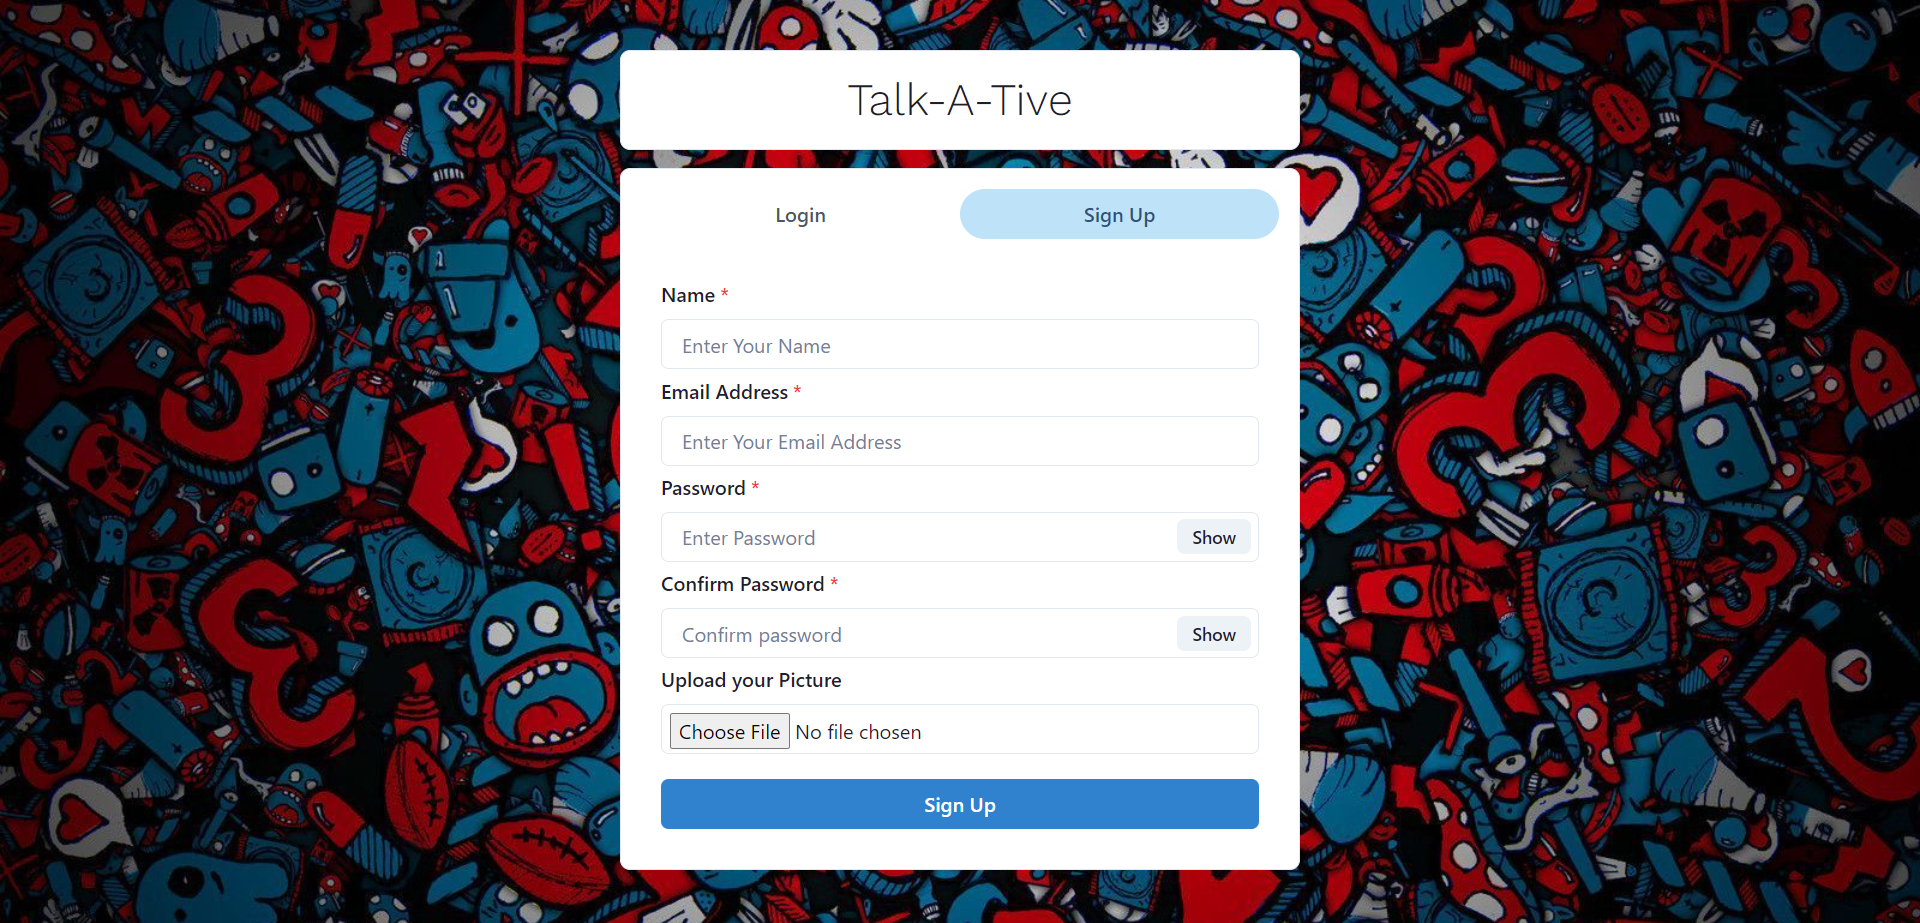 Talk-A-Tive
Login
Sign Up
Name *
Enter Your Name
Email Address *
Enter Your Email Address
Password *
Enter Password
Show
Confirm Password *
Confirm password
Show
Upload your Picture
Choose File No file chosen
Sign Up